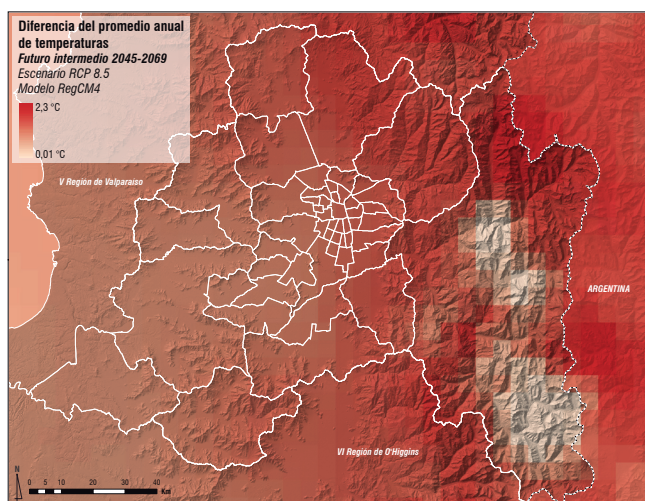 Diferencia del promedio anual
de temperaturas
Futuro intermedio 2045-2069
Escenario RCP 8.5
Modelo RegCM4
2,3 °C
0,01 °C
V Región de Valparaíso
ARGENTINA
VI Región de O'Higgins
N
0 5 10 20 30 40
Km